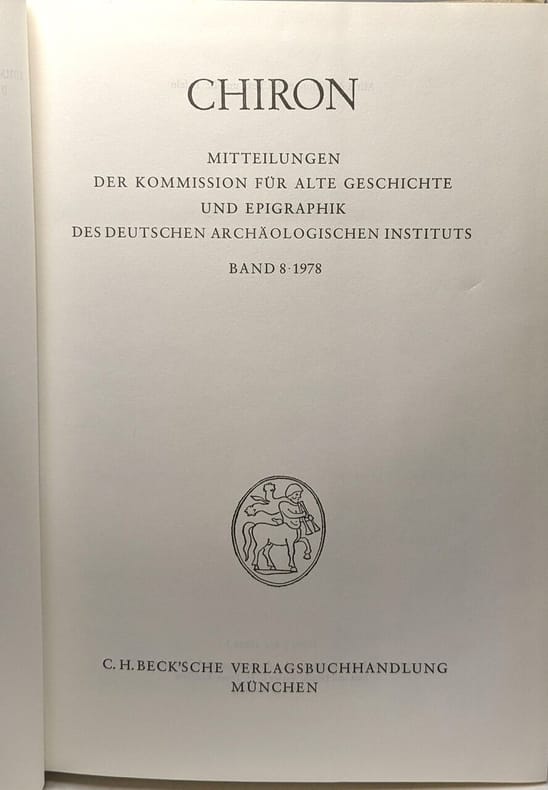 CHIRON
MITTEILUNGEN
DER KOMMISSION FÜR ALTE GESCHICHTE
UND EPIGRAPHIK
DES DEUTSCHEN ARCHÄOLOGISCHEN INSTITUTS
BAND 8·1978
C. H. BECK'SCHE VERLAGSBUCHHANDLUNG
MÜNCHEN